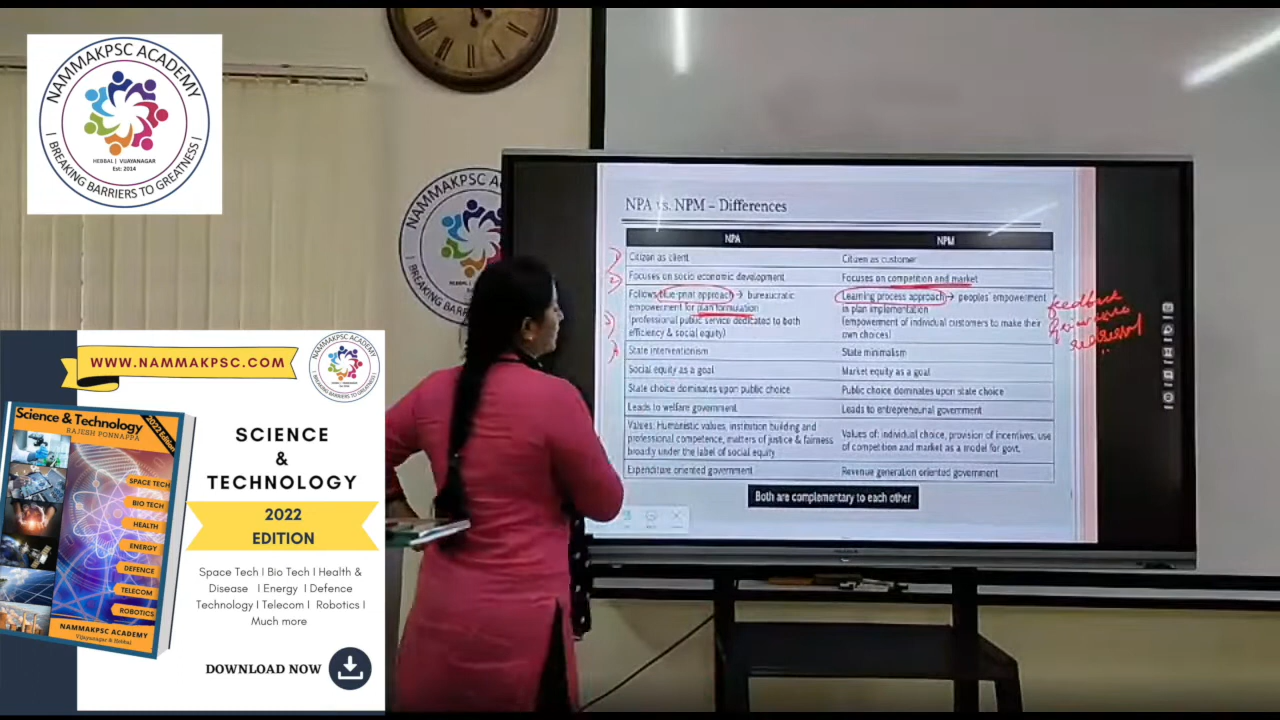 NAMMAKPSC ACADEMY
HEBBAL | VIJAYANAGAR
Est: 2014
| BREAKING BARRIERS TO GREATNESS |
WWW.NAMMAKPSC.COM
Science & Technology
RAJESH PONNAPPA
2022 Edition
SPACE TECH
BIO TECH
HEALTH
ENERGY
DEFENCE
TELECOM
ROBOTICS
NAMMAKPSC ACADEMY
Vijayanagar & Hebbal
SCIENCE
&
TECHNOLOGY
2022
EDITION
Space Tech | Bio Tech | Health &
Disease | Energy | Defence
Technology | Telecom | Robotics |
Much more
DOWNLOAD NOW
NAMMAKPSC
NPA vs. NPM – Differences
NPA NPM
Citizen as client Citizen as customer
Focuses on socio economic development Focuses on competition and market
Follows blue-print approach → bureaucratic Learning process approach → peoples' empowerment
empowerment for plan formulation in plan implementation
(professional public service dedicated to both (empowerment of individual customers to make their
efficiency & social equity) own choices)
State interventionism State minimalism
Social equity as a goal Market equity as a goal
State choice dominates upon public choice Public choice dominates upon state choice
Leads to welfare government Leads to entrepreneurial government
Values: Humanistic values, institution building and
professional competence, matters of justice & fairness
broadly under the label of social equity
Values of: individual choice, provision of incentives, use
of competition and market as a model for govt.
Expenditure oriented government Revenue generation oriented government
Both are complementary to each other
feedback
grievance
redressal